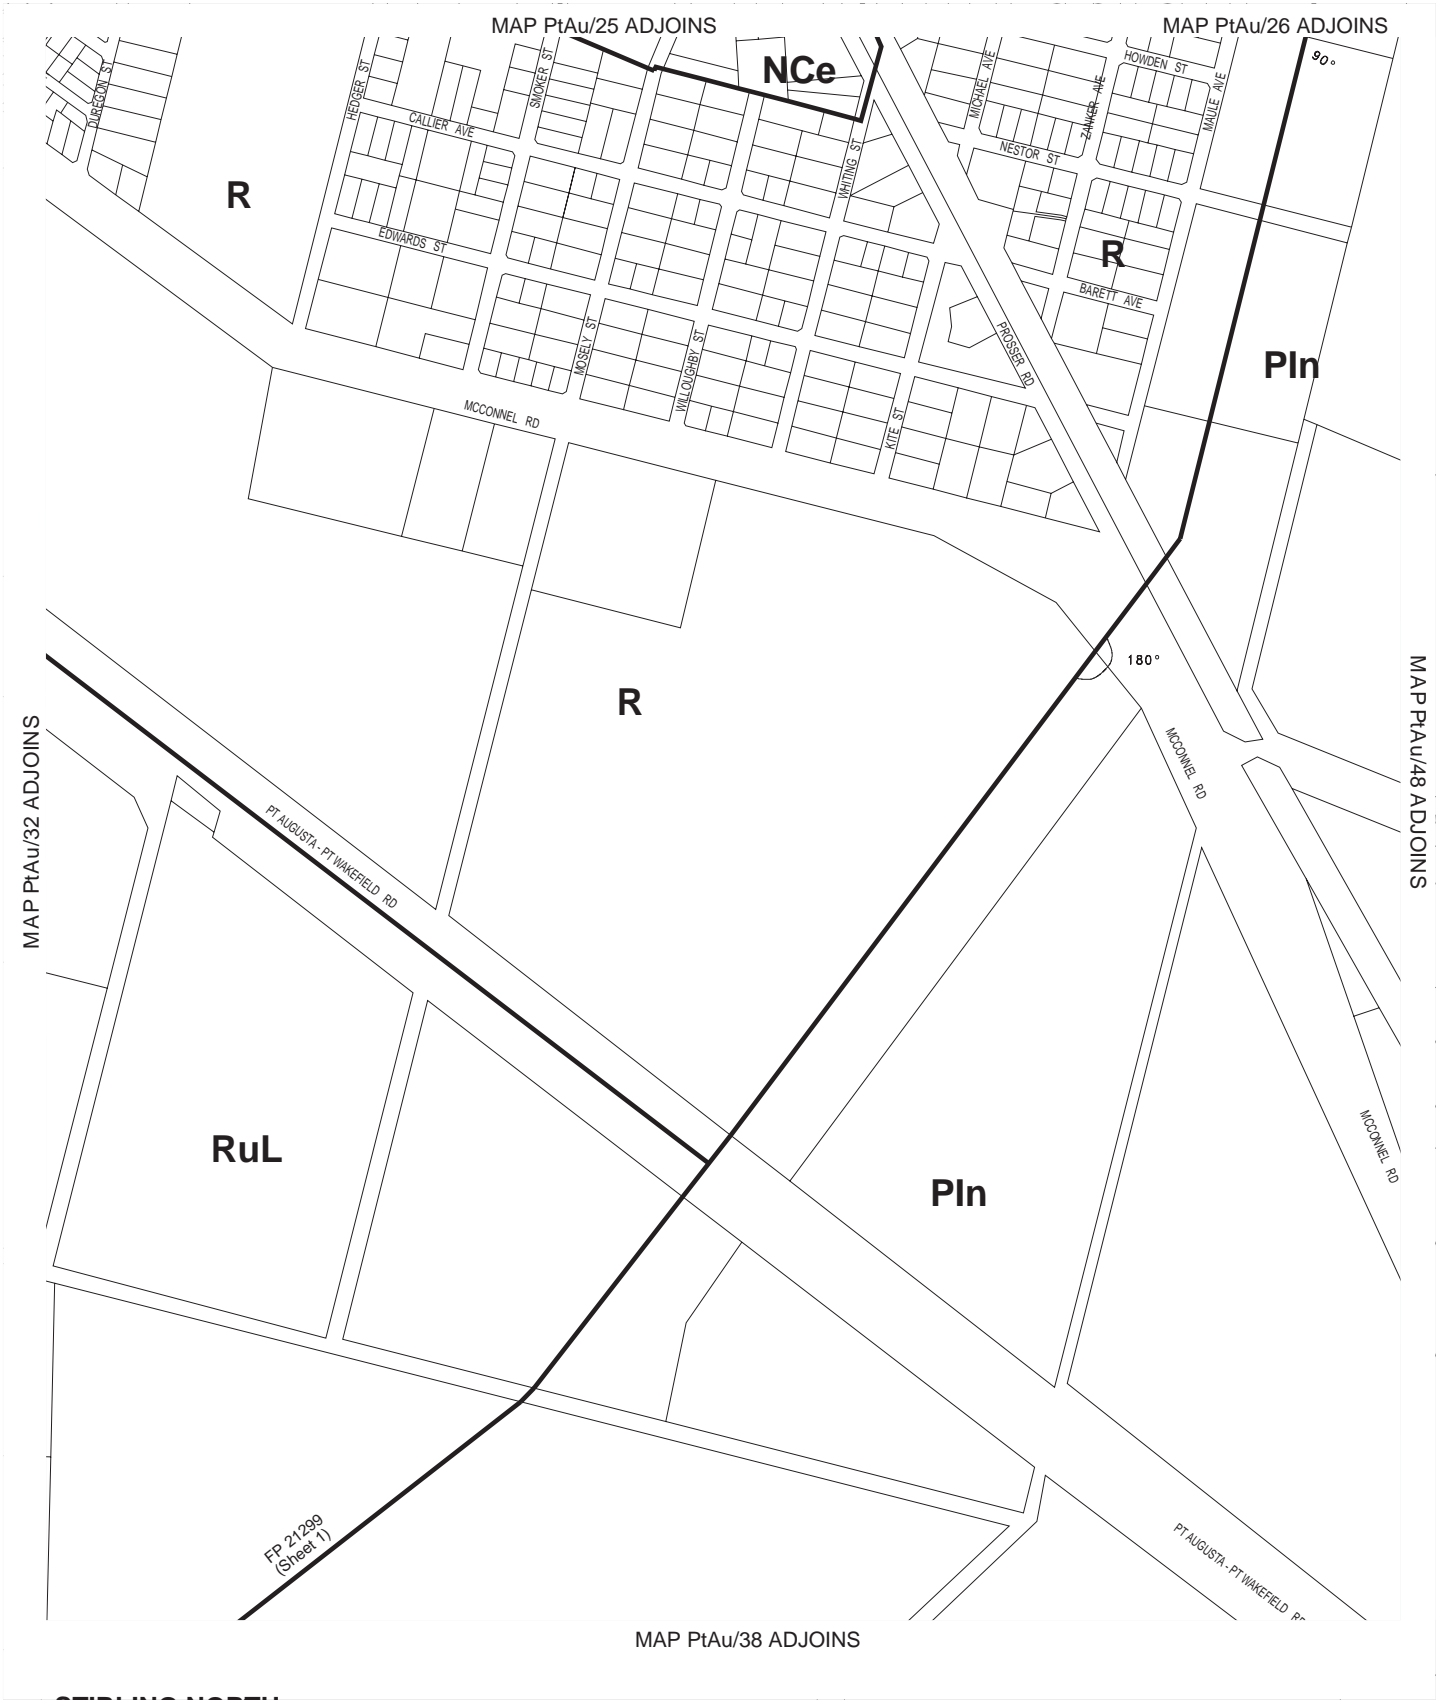 MAP PtAu/25 ADJOINS
MAP PtAu/26 ADJOINS
90°
HOWDEN ST
NCe
DUREGON ST
HEDGER ST
SMOKER ST
MICHAEL AVE
ZANKER AVE
MAULE AVE
CALLIER AVE
NESTOR ST
WHITING ST
R
EDWARDS ST
R
BARETT AVE
PROSSER RD
MOSELY ST
WILLOUGHBY ST
PIn
MCCONNEL RD
KITE ST
180°
R
MAP PtAu/32 ADJOINS
MAP PtAu/48 ADJOINS
MCCONNEL RD
PT AUGUSTA - PT WAKEFIELD RD
RuL
PIn
MCCONNEL RD
FP 21299
(Sheet 1)
PT AUGUSTA - PT WAKEFIELD RD
MAP PtAu/38 ADJOINS
STIRLING NORTH